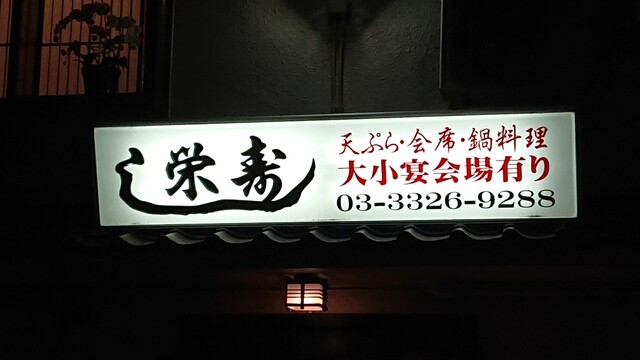 栄寿し
天ぷら・会席・鍋料理
大小宴会場有り
03-3326-9288